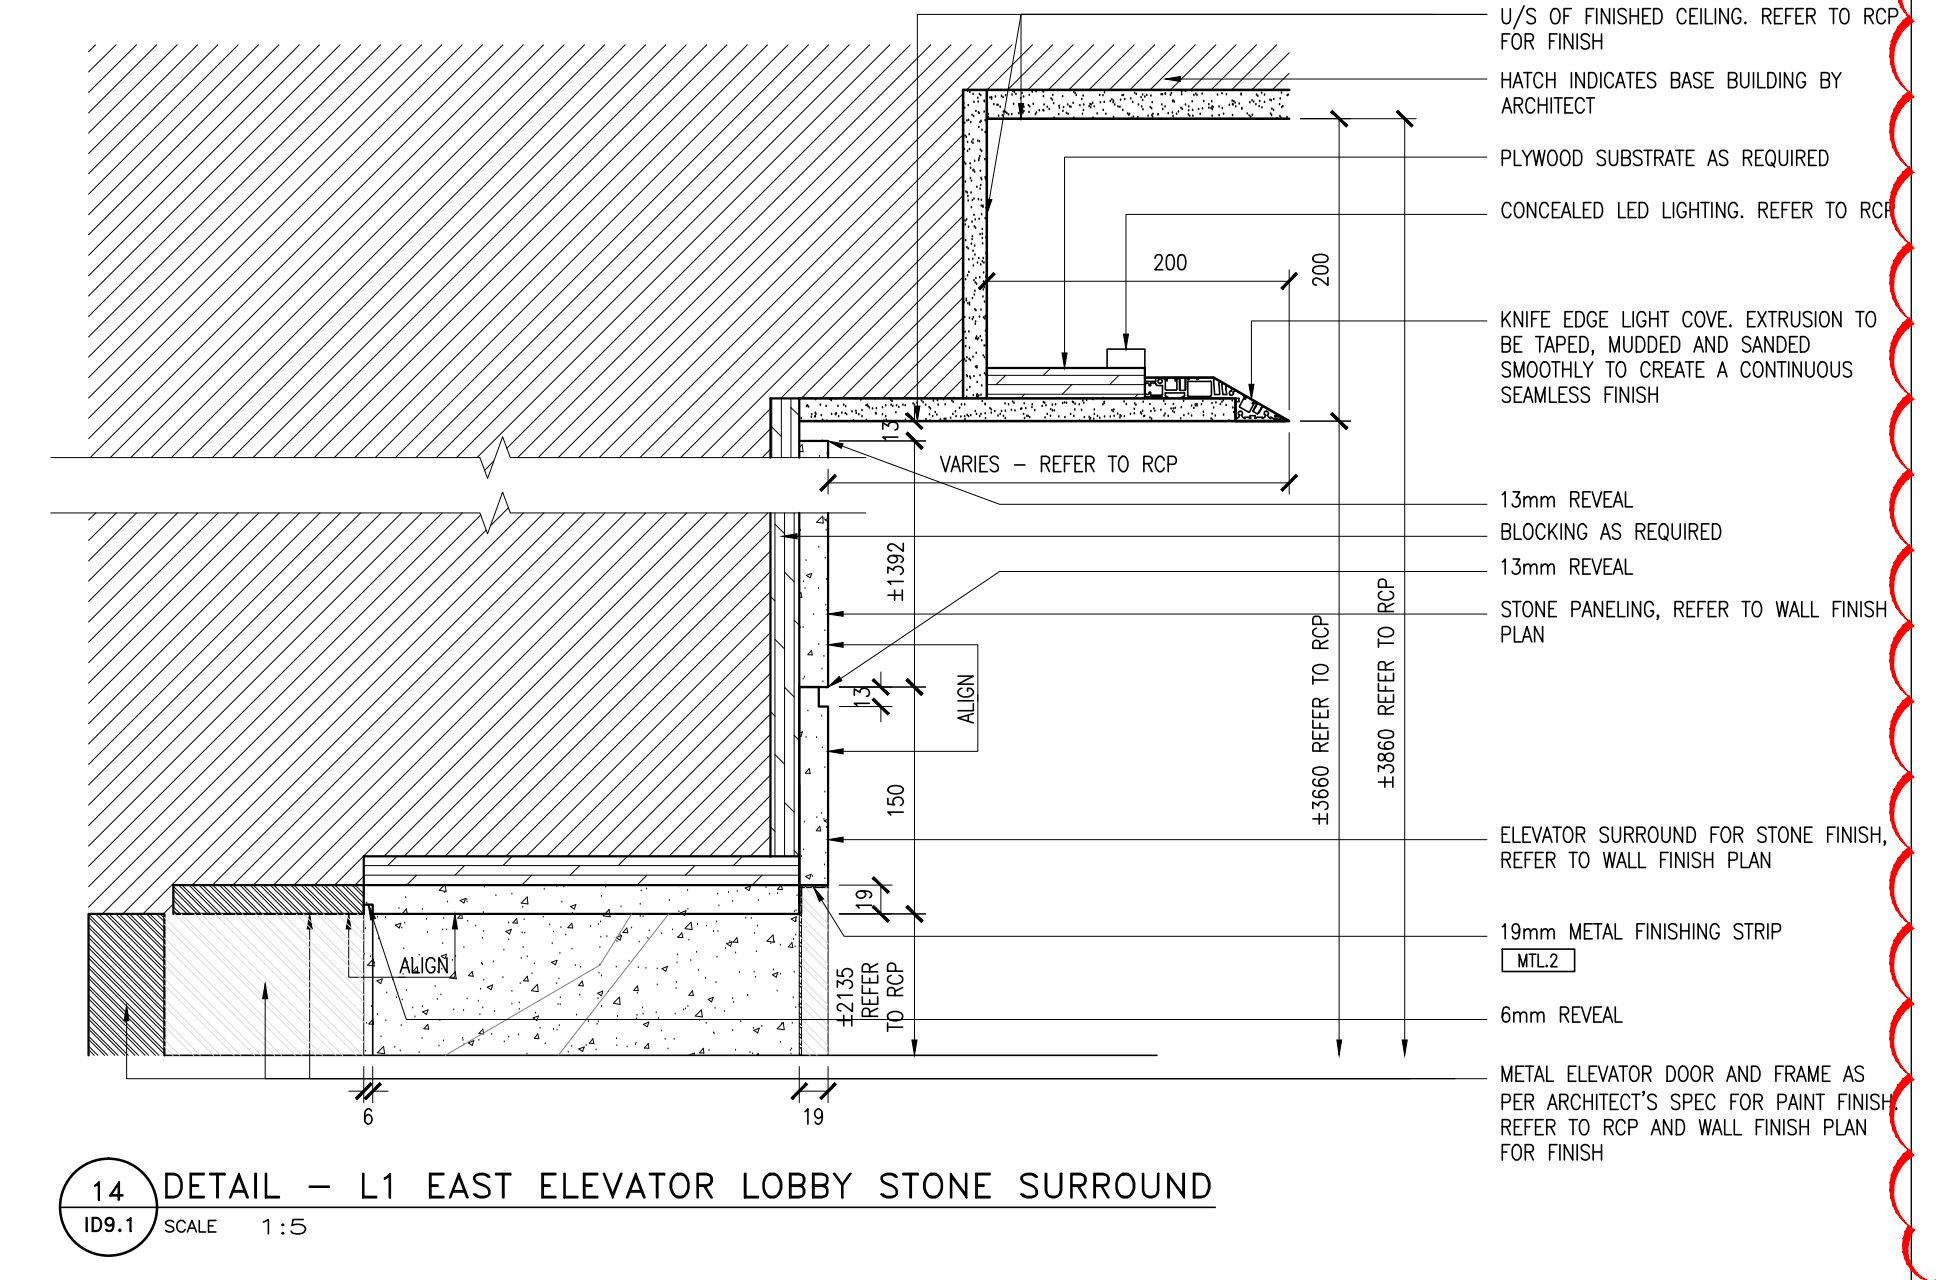 U/S OF FINISHED CEILING. REFER TO RCP
FOR FINISH
HATCH INDICATES BASE BUILDING BY
ARCHITECT
PLYWOOD SUBSTRATE AS REQUIRED
CONCEALED LED LIGHTING. REFER TO RCP
200
200
KNIFE EDGE LIGHT COVE. EXTRUSION TO
BE TAPED, MUDDED AND SANDED
SMOOTHLY TO CREATE A CONTINUOUS
SEAMLESS FINISH
13
VARIES – REFER TO RCP
13mm REVEAL
BLOCKING AS REQUIRED
13mm REVEAL
±1392
STONE PANELING, REFER TO WALL FINISH
PLAN
±3660 REFER TO RCP
±3860 REFER TO RCP
13
ALIGN
150
ELEVATOR SURROUND FOR STONE FINISH,
REFER TO WALL FINISH PLAN
19
19mm METAL FINISHING STRIP
MTL.2
ALIGN
±2135
REFER
TO RCP
6mm REVEAL
METAL ELEVATOR DOOR AND FRAME AS
PER ARCHITECT'S SPEC FOR PAINT FINISH.
REFER TO RCP AND WALL FINISH PLAN
FOR FINISH
6
19
14
ID9.1
DETAIL – L1 EAST ELEVATOR LOBBY STONE SURROUND
SCALE 1:5